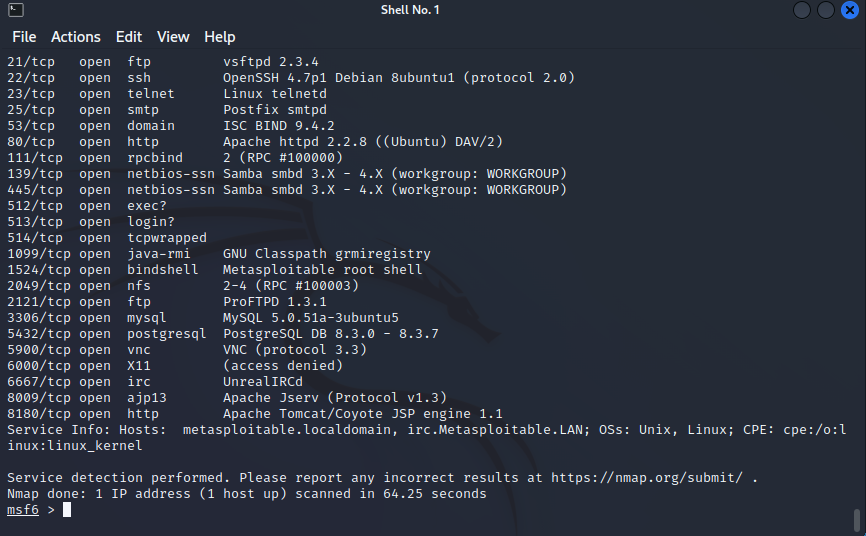 Shell No. 1
File Actions Edit View Help
21/tcp open ftp vsftpd 2.3.4
22/tcp open ssh OpenSSH 4.7p1 Debian 8ubuntu1 (protocol 2.0)
23/tcp open telnet Linux telnetd
25/tcp open smtp Postfix smtpd
53/tcp open domain ISC BIND 9.4.2
80/tcp open http Apache httpd 2.2.8 ((Ubuntu) DAV/2)
111/tcp open rpcbind 2 (RPC #100000)
139/tcp open netbios-ssn Samba smbd 3.X - 4.X (workgroup: WORKGROUP)
445/tcp open netbios-ssn Samba smbd 3.X - 4.X (workgroup: WORKGROUP)
512/tcp open exec?
513/tcp open login?
514/tcp open tcpwrapped
1099/tcp open java-rmi GNU Classpath grmiregistry
1524/tcp open bindshell Metasploitable root shell
2049/tcp open nfs 2-4 (RPC #100003)
2121/tcp open ftp ProFTPD 1.3.1
3306/tcp open mysql MySQL 5.0.51a-3ubuntu5
5432/tcp open postgresql PostgreSQL DB 8.3.0 - 8.3.7
5900/tcp open vnc VNC (protocol 3.3)
6000/tcp open X11 (access denied)
6667/tcp open irc UnrealIRCd
8009/tcp open ajp13 Apache Jserv (Protocol v1.3)
8180/tcp open http Apache Tomcat/Coyote JSP engine 1.1
Service Info: Hosts:  metasploitable.localdomain, irc.Metasploitable.LAN; OSs: Unix, Linux; CPE: cpe:/o:l
inux:linux_kernel
Service detection performed. Please report any incorrect results at https://nmap.org/submit/ .
Nmap done: 1 IP address (1 host up) scanned in 64.25 seconds
msf6 >